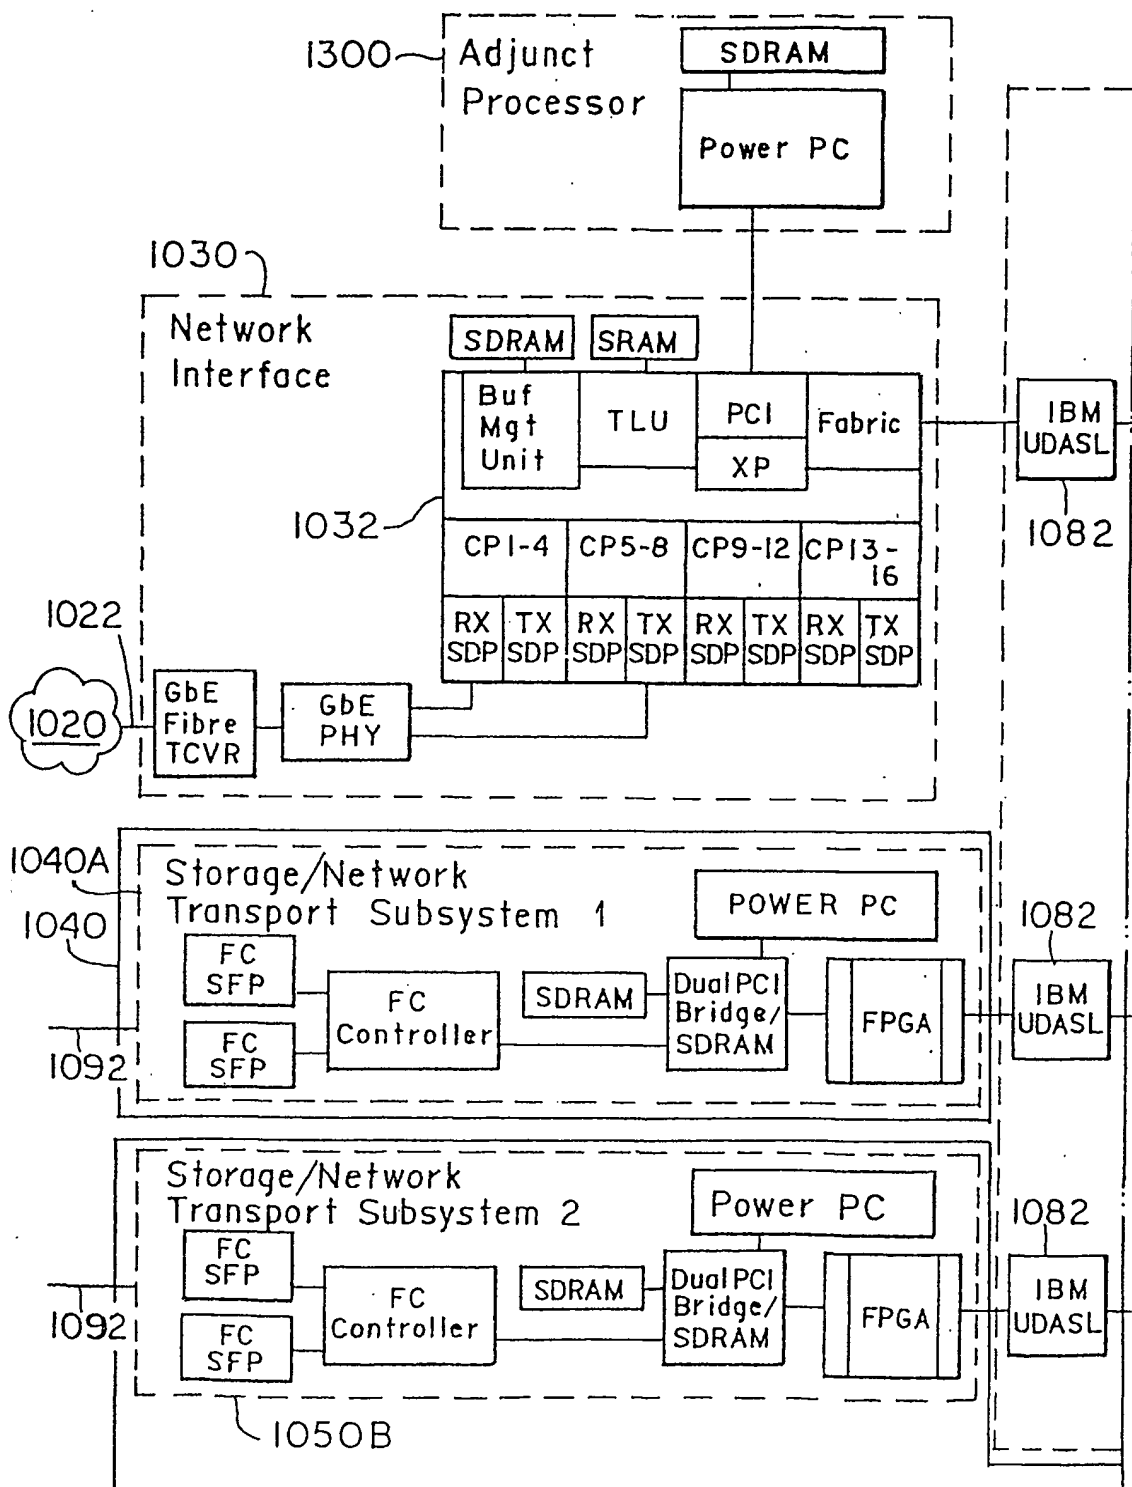 1300
Adjunct
Processor
SDRAM
Power PC
1030
Network
Interface
SDRAM
SRAM
Buf
Mgt
Unit
TLU
PCI
XP
Fabric
IBM
UDASL
1082
1032
CP1-4
CP5-8
CP9-12
CP13-
16
RX
SDP
TX
SDP
RX
SDP
TX
SDP
RX
SDP
TX
SDP
RX
SDP
TX
SDP
1022
1020
GbE
Fibre
TCVR
GbE
PHY
1040A
1040
Storage/Network
Transport Subsystem 1
POWER PC
FC
SFP
FC
SFP
FC
Controller
SDRAM
Dual PCI
Bridge/
SDRAM
FPGA
1082
IBM
UDASL
1092
Storage/Network
Transport Subsystem 2
Power PC
FC
SFP
FC
SFP
FC
Controller
SDRAM
Dual PCI
Bridge/
SDRAM
FPGA
1082
IBM
UDASL
1092
1050B